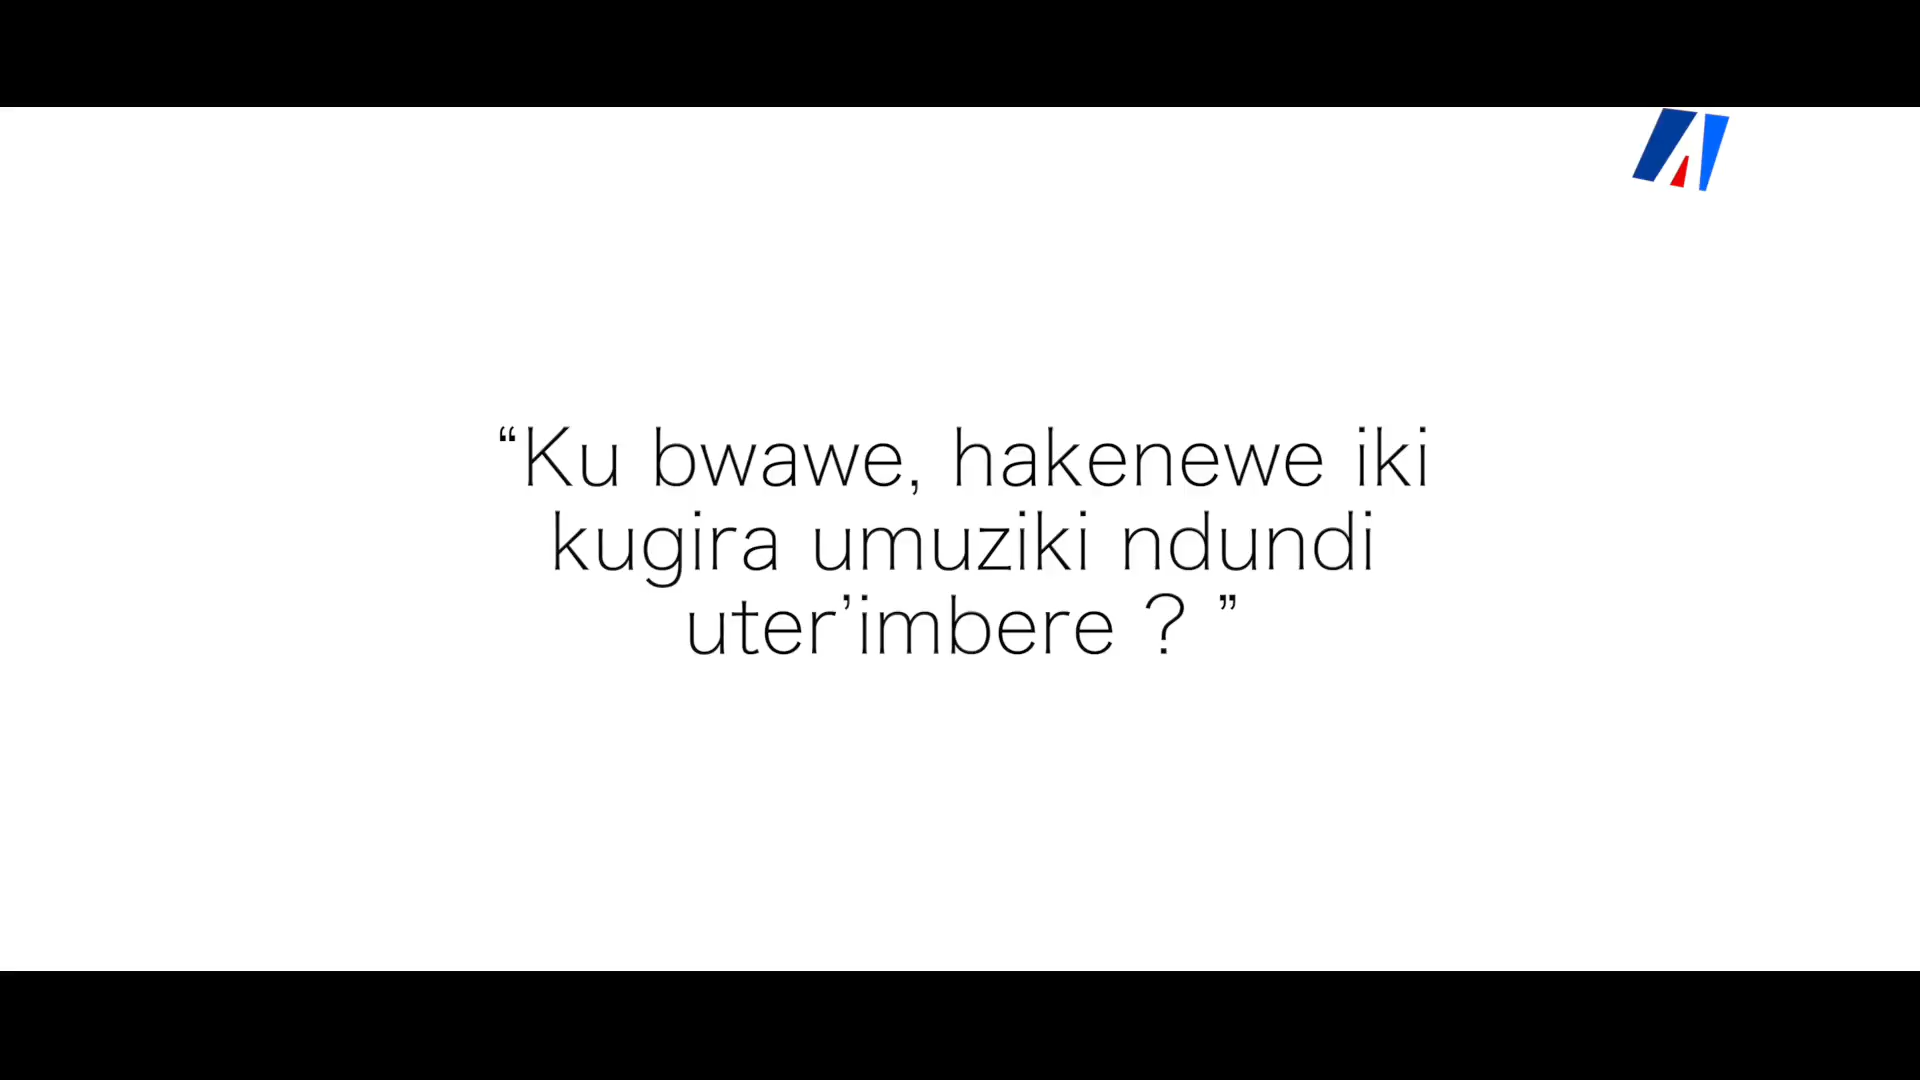 “Ku bwawe, hakenewe iki
kugira umuziki ndundi
uter’imbere ? ”